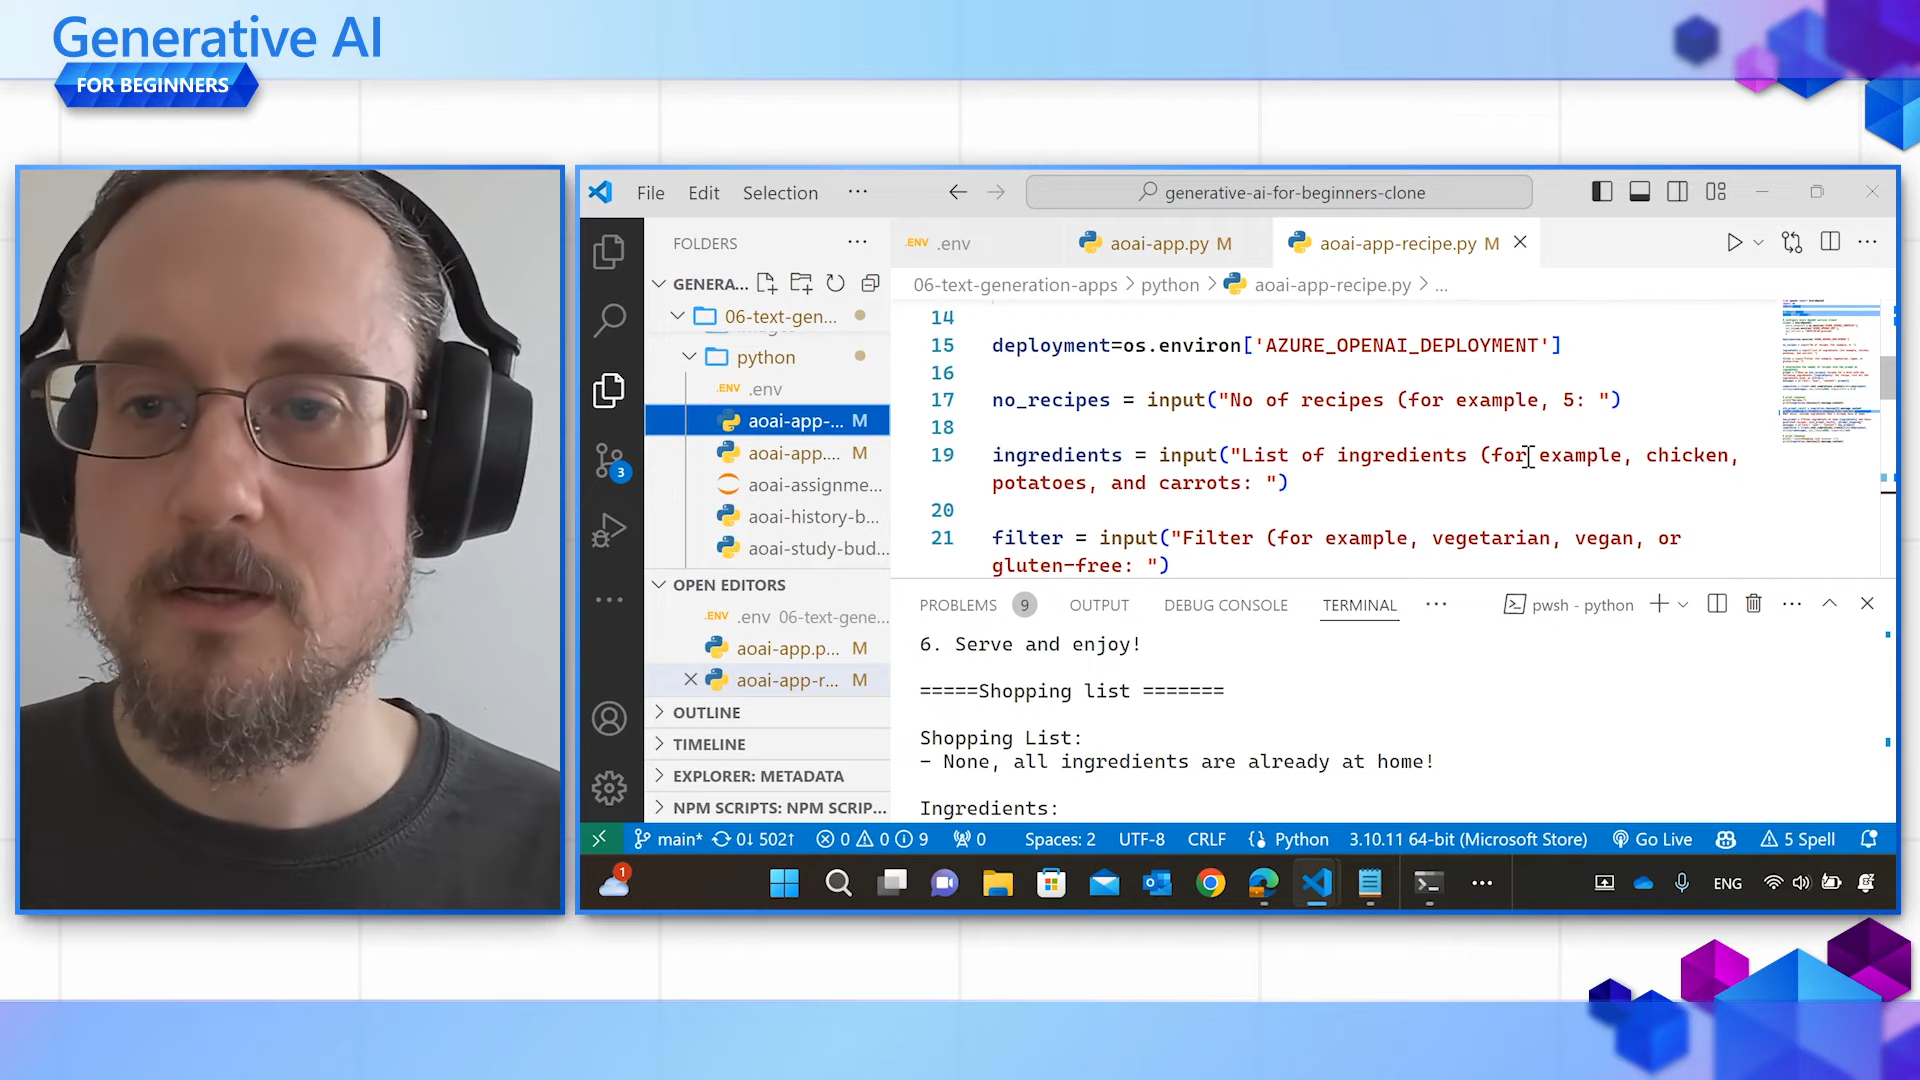 Generative AI
FOR BEGINNERS
File Edit Selection ···
generative-ai-for-beginners-clone
FOLDERS ···
.ENV .env
aoai-app.py M
aoai-app-recipe.py M
GENERA...
06-text-generation-apps > python > aoai-app-recipe.py > ...
06-text-gen...
python
.ENV .env
aoai-app-... M
aoai-app.... M
aoai-assignme...
aoai-history-b...
aoai-study-bud...
OPEN EDITORS
.ENV .env 06-text-gene...
aoai-app.p... M
aoai-app-r... M
OUTLINE
TIMELINE
EXPLORER: METADATA
NPM SCRIPTS: NPM SCRIP...
3
14
15 deployment=os.environ['AZURE_OPENAI_DEPLOYMENT']
16
17 no_recipes = input("No of recipes (for example, 5: ")
18
19 ingredients = input("List of ingredients (for example, chicken,
potatoes, and carrots: ")
20
21 filter = input("Filter (for example, vegetarian, vegan, or
gluten-free: ")
PROBLEMS 9 OUTPUT DEBUG CONSOLE TERMINAL ··· pwsh - python
6. Serve and enjoy!
=====Shopping list =======
Shopping List:
- None, all ingredients are already at home!
Ingredients:
main* 0↓ 502↑ 0 0 9 0 Spaces: 2 UTF-8 CRLF Python 3.10.11 64-bit (Microsoft Store) Go Live 5 Spell
1
ENG